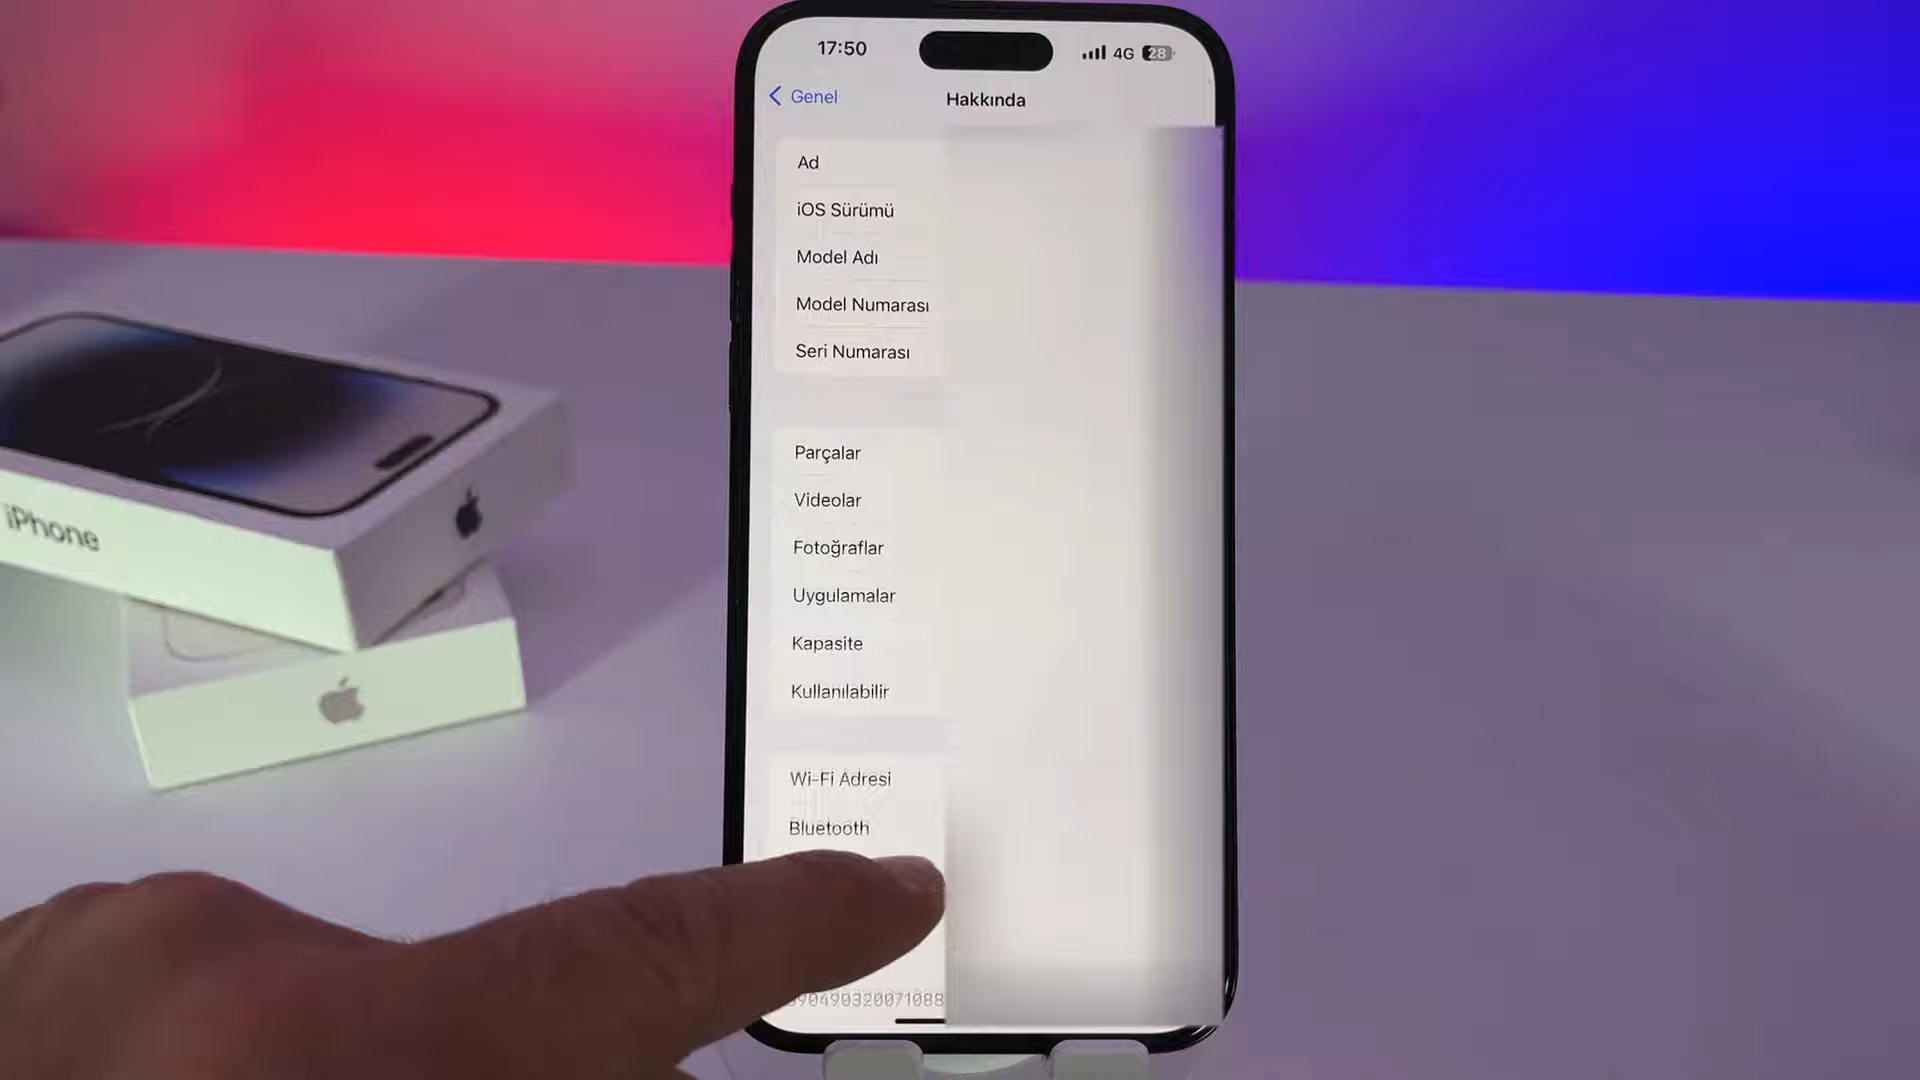 17:50
4G 28
Genel
Hakkında
Ad
iOS Sürümü
Model Adı
Model Numarası
Seri Numarası
Parçalar
Videolar
Fotoğraflar
Uygulamalar
Kapasite
Kullanılabilir
Wi-Fi Adresi
Bluetooth
iPhone